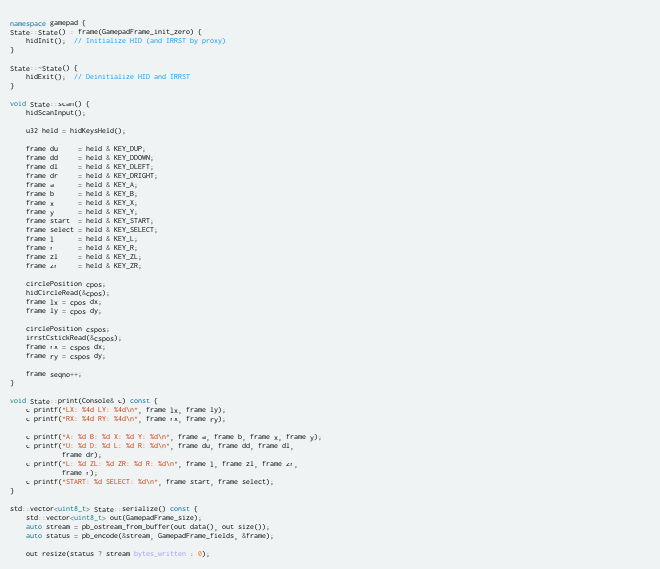 namespace gamepad {
State::State() : frame(GamepadFrame_init_zero) {
    hidInit();  // Initialize HID (and IRRST by proxy)
}

State::~State() {
    hidExit();  // Deinitialize HID and IRRST
}

void State::scan() {
    hidScanInput();

    u32 held = hidKeysHeld();

    frame du     = held & KEY_DUP;
    frame dd     = held & KEY_DDOWN;
    frame dl     = held & KEY_DLEFT;
    frame dr     = held & KEY_DRIGHT;
    frame a      = held & KEY_A;
    frame b      = held & KEY_B;
    frame x      = held & KEY_X;
    frame y      = held & KEY_Y;
    frame start  = held & KEY_START;
    frame select = held & KEY_SELECT;
    frame l      = held & KEY_L;
    frame r      = held & KEY_R;
    frame zl     = held & KEY_ZL;
    frame zr     = held & KEY_ZR;

    circlePosition cpos;
    hidCircleRead(&cpos);
    frame lx = cpos dx;
    frame ly = cpos dy;

    circlePosition cspos;
    irrstCstickRead(&cspos);
    frame rx = cspos dx;
    frame ry = cspos dy;

    frame seqno++;
}

void State::print(Console& c) const {
    c printf("LX: %4d LY: %4d\n", frame lx, frame ly);
    c printf("RX: %4d RY: %4d\n", frame rx, frame ry);

    c printf("A: %d B: %d X: %d Y: %d\n", frame a, frame b, frame x, frame y);
    c printf("U: %d D: %d L: %d R: %d\n", frame du, frame dd, frame dl,
             frame dr);
    c printf("L: %d ZL: %d ZR: %d R: %d\n", frame l, frame zl, frame zr,
             frame r);
    c printf("START: %d SELECT: %d\n", frame start, frame select);
}

std::vector<uint8_t> State::serialize() const {
    std::vector<uint8_t> out(GamepadFrame_size);
    auto stream = pb_ostream_from_buffer(out data(), out size());
    auto status = pb_encode(&stream, GamepadFrame_fields, &frame);

    out resize(status ? stream bytes_written : 0);